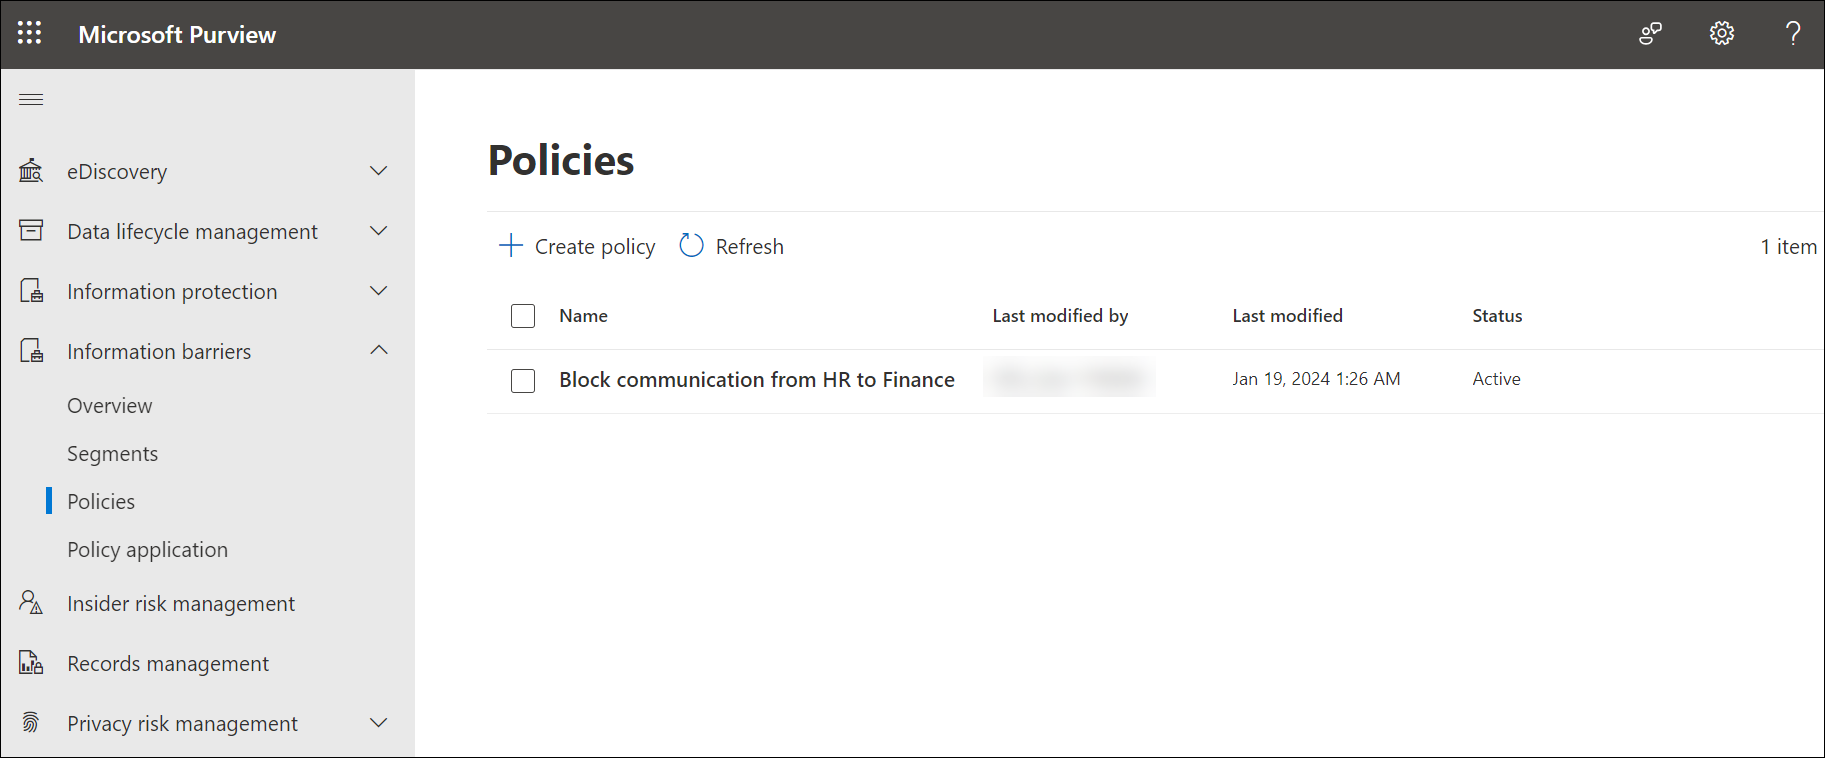 Microsoft Purview
eDiscovery
Data lifecycle management
Information protection
Information barriers
Overview
Segments
Policies
Policy application
Insider risk management
Records management
Privacy risk management
Policies
Create policy Refresh 1 item
Name Last modified by Last modified Status
Block communication from HR to Finance Jan 19, 2024 1:26 AM Active